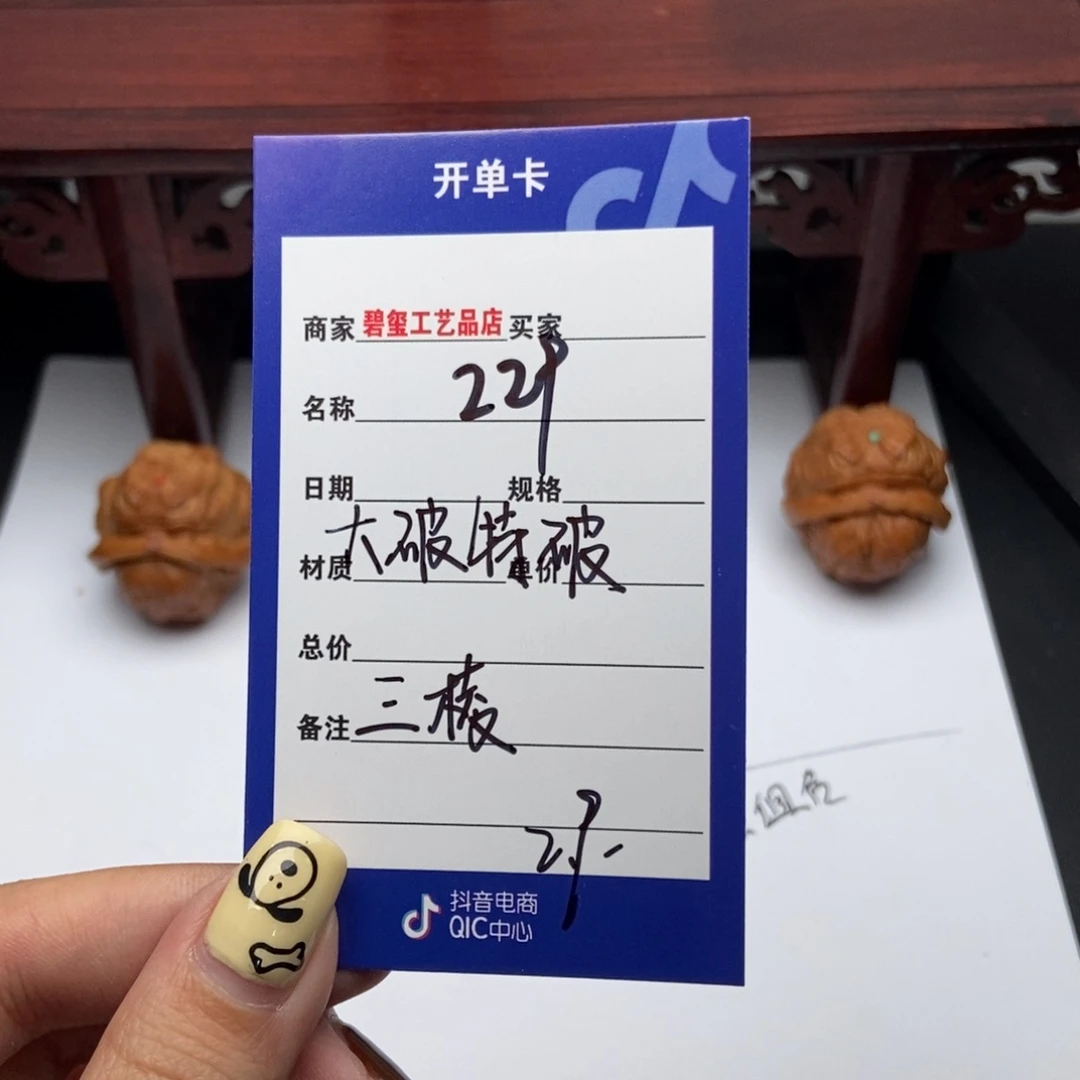 开单卡
商家 碧玺工艺品店 买家
229
名称
日期 规格
大破特破
材质 单价
总价
三棱
备注
抖音电商
QIC中心